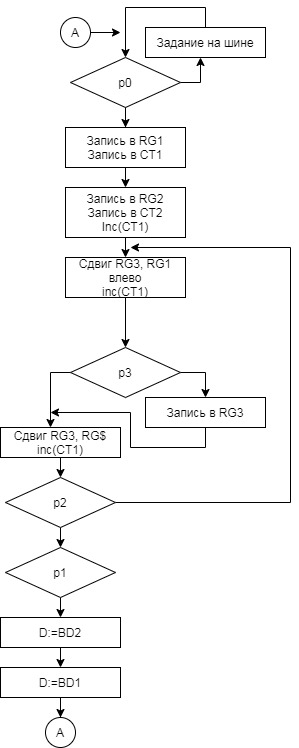 A
Задание на шине
p0
Запись в RG1
Запись в CT1
Запись в RG2
Запись в CT2
Inc(CT1)
Сдвиг RG3, RG1
влево
inc(CT1)
p3
Запись в RG3
Сдвиг RG3, RG$
inc(CT1)
p2
p1
D:=BD2
D:=BD1
A